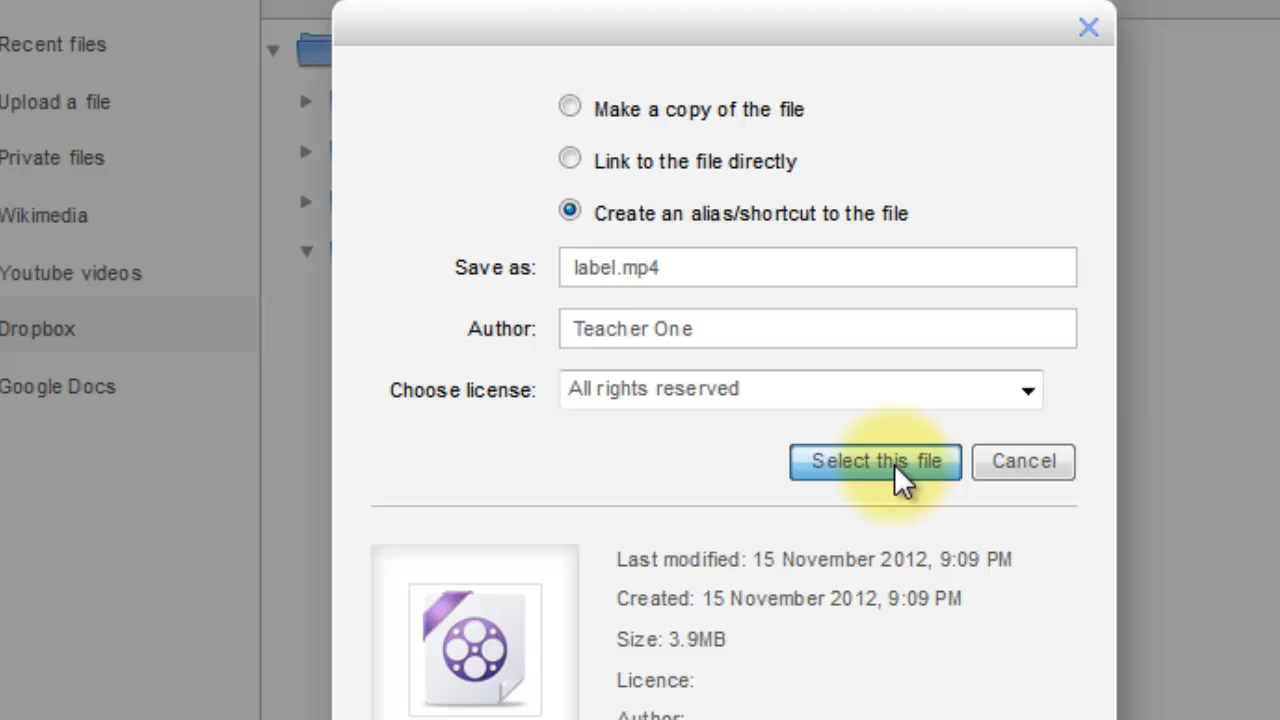 Recent files
Upload a file
Private files
Wikimedia
Youtube videos
Dropbox
Google Docs
Make a copy of the file
Link to the file directly
Create an alias/shortcut to the file
Save as: label.mp4
Author: Teacher One
Choose license: All rights reserved
Select this file Cancel
Last modified: 15 November 2012, 9:09 PM
Created: 15 November 2012, 9:09 PM
Size: 3.9MB
Licence:
Author: